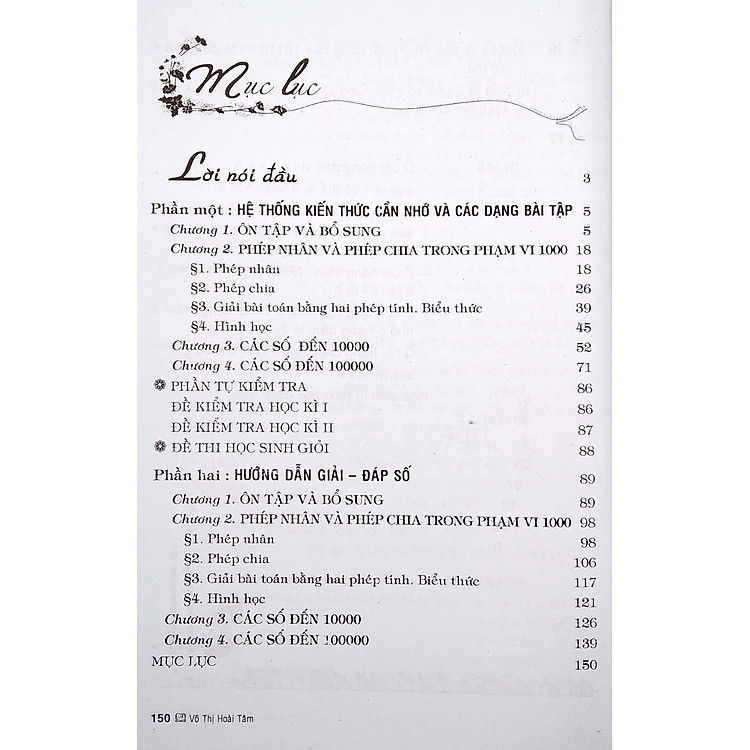 Mục lục
Lời nói đầu 3
Phần một : HỆ THỐNG KIẾN THỨC CẦN NHỚ VÀ CÁC DẠNG BÀI TẬP 5
Chương 1. ÔN TẬP VÀ BỔ SUNG 5
Chương 2. PHÉP NHÂN VÀ PHÉP CHIA TRONG PHẠM VI 1000 18
§1. Phép nhân 18
§2. Phép chia 26
§3. Giải bài toán bằng hai phép tính. Biểu thức 39
§4. Hình học 45
Chương 3. CÁC SỐ ĐẾN 10000 52
Chương 4. CÁC SỐ ĐẾN 100000 71
PHẦN TỰ KIỂM TRA 86
ĐỀ KIỂM TRA HỌC KÌ I 86
ĐỀ KIỂM TRA HỌC KÌ II 87
ĐỀ THI HỌC SINH GIỎI 88
Phần hai : HƯỚNG DẪN GIẢI – ĐÁP SỐ 89
Chương 1. ÔN TẬP VÀ BỔ SUNG 89
Chương 2. PHÉP NHÂN VÀ PHÉP CHIA TRONG PHẠM VI 1000 98
§1. Phép nhân 98
§2. Phép chia 106
§3. Giải bài toán bằng hai phép tính. Biểu thức 117
§4. Hình học 121
Chương 3. CÁC SỐ ĐẾN 10000 126
Chương 4. CÁC SỐ ĐẾN 100000 139
MỤC LỤC 150
150 Võ Thị Hoài Tâm